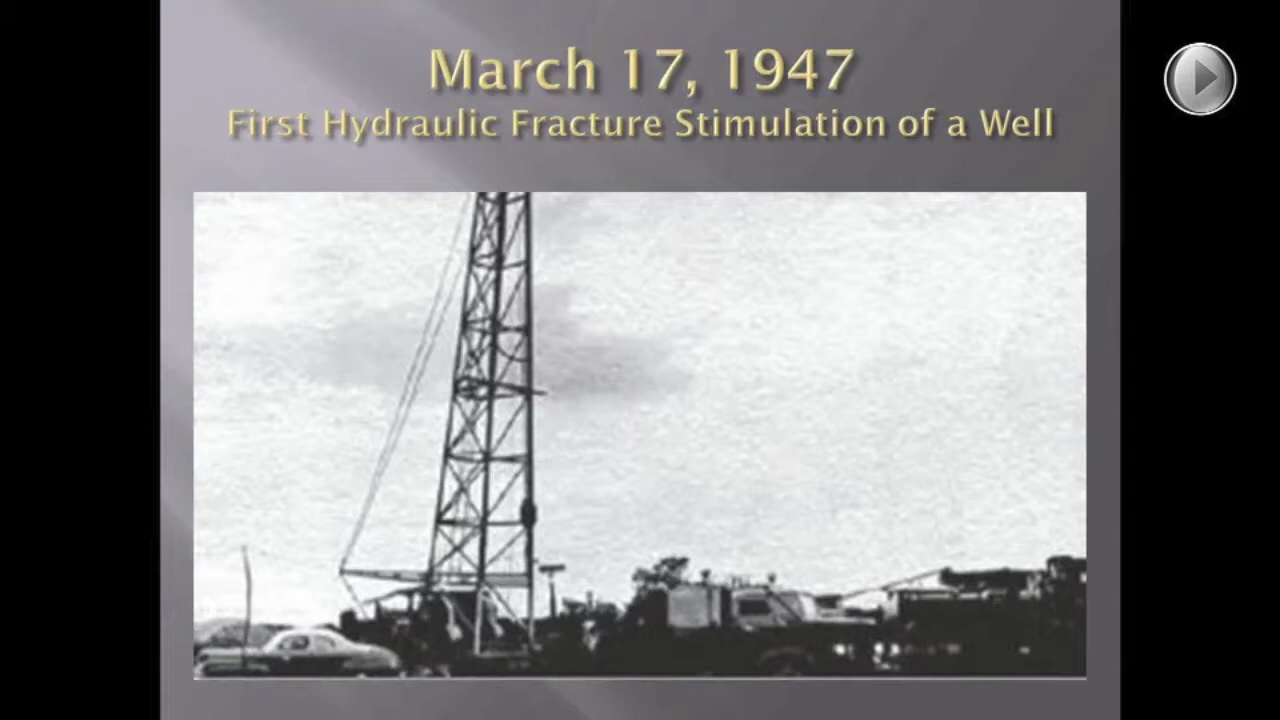 March 17, 1947
First Hydraulic Fracture Stimulation of a Well